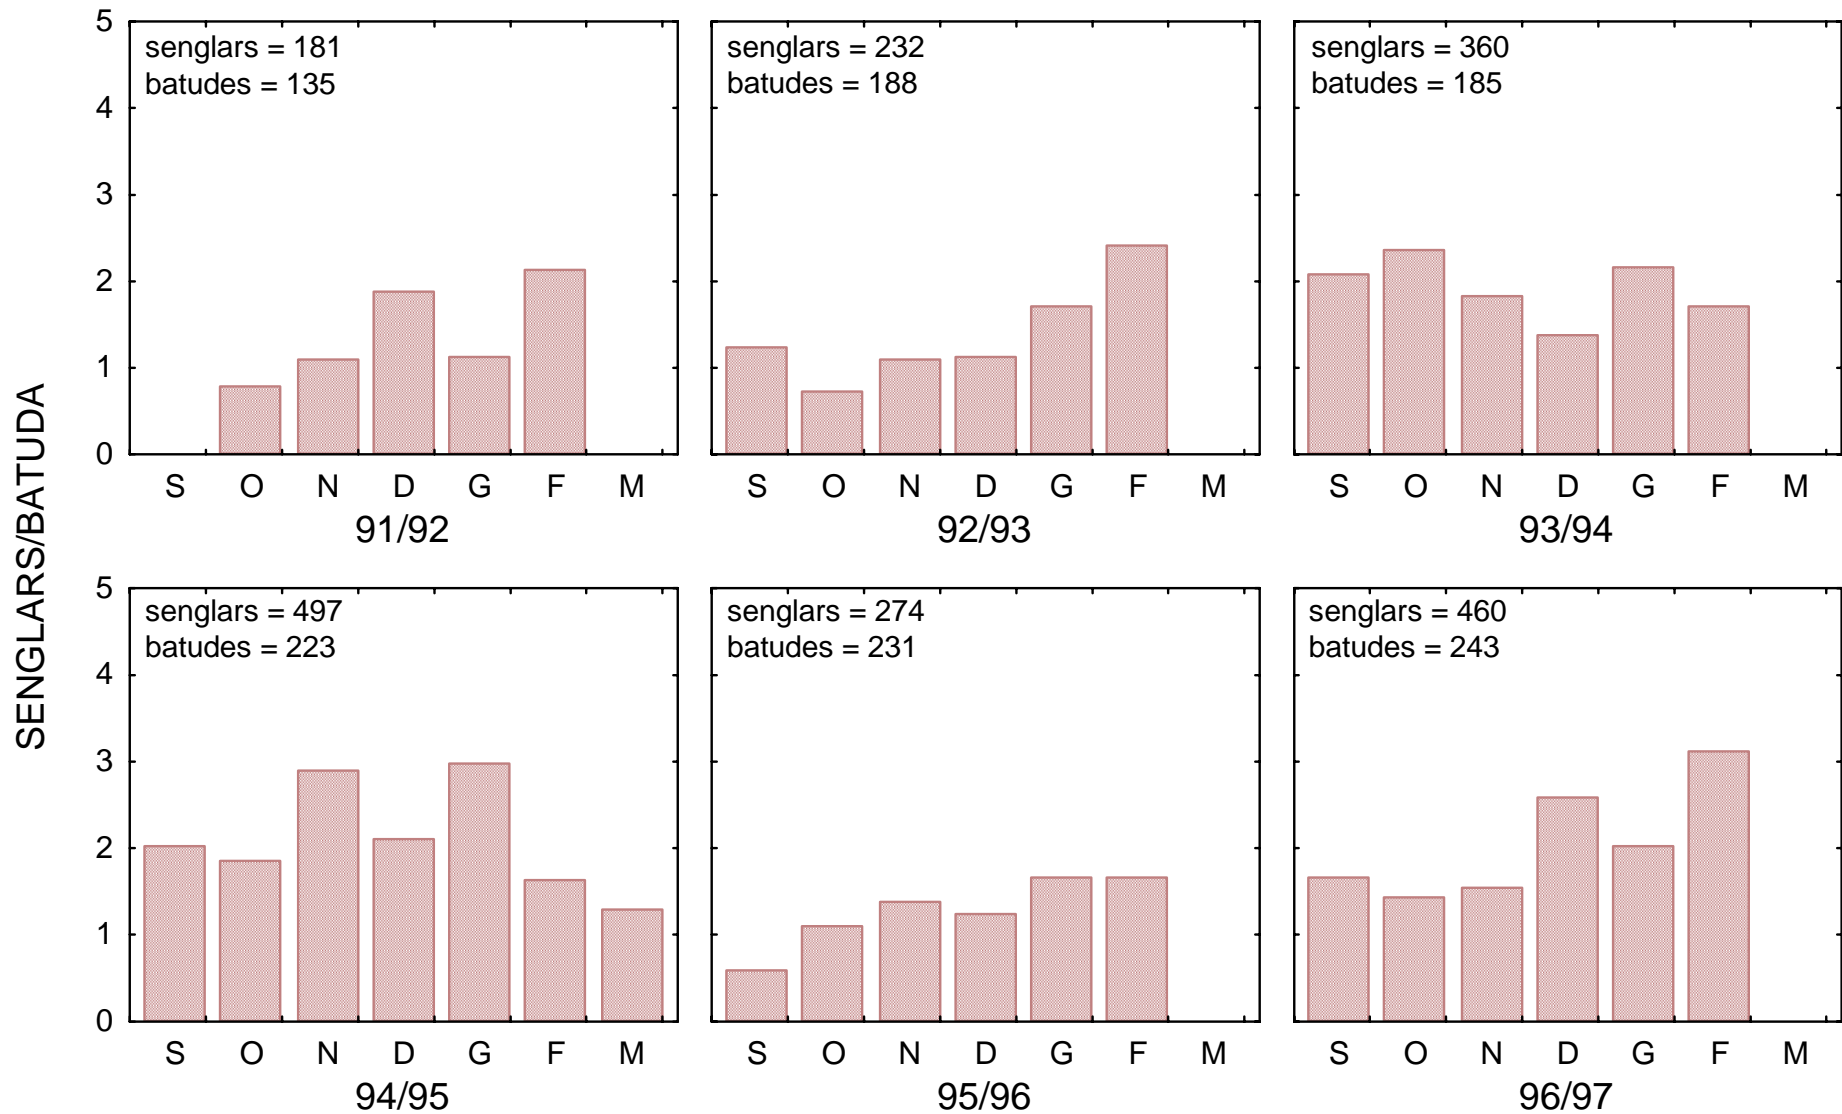 SENGLARS/BATUDA
5
4
3
2
1
0
senglars = 181
batudes = 135
S O N D G F M
91/92
senglars = 232
batudes = 188
S O N D G F M
92/93
senglars = 360
batudes = 185
S O N D G F M
93/94
5
4
3
2
1
0
senglars = 497
batudes = 223
S O N D G F M
94/95
senglars = 274
batudes = 231
S O N D G F M
95/96
senglars = 460
batudes = 243
S O N D G F M
96/97